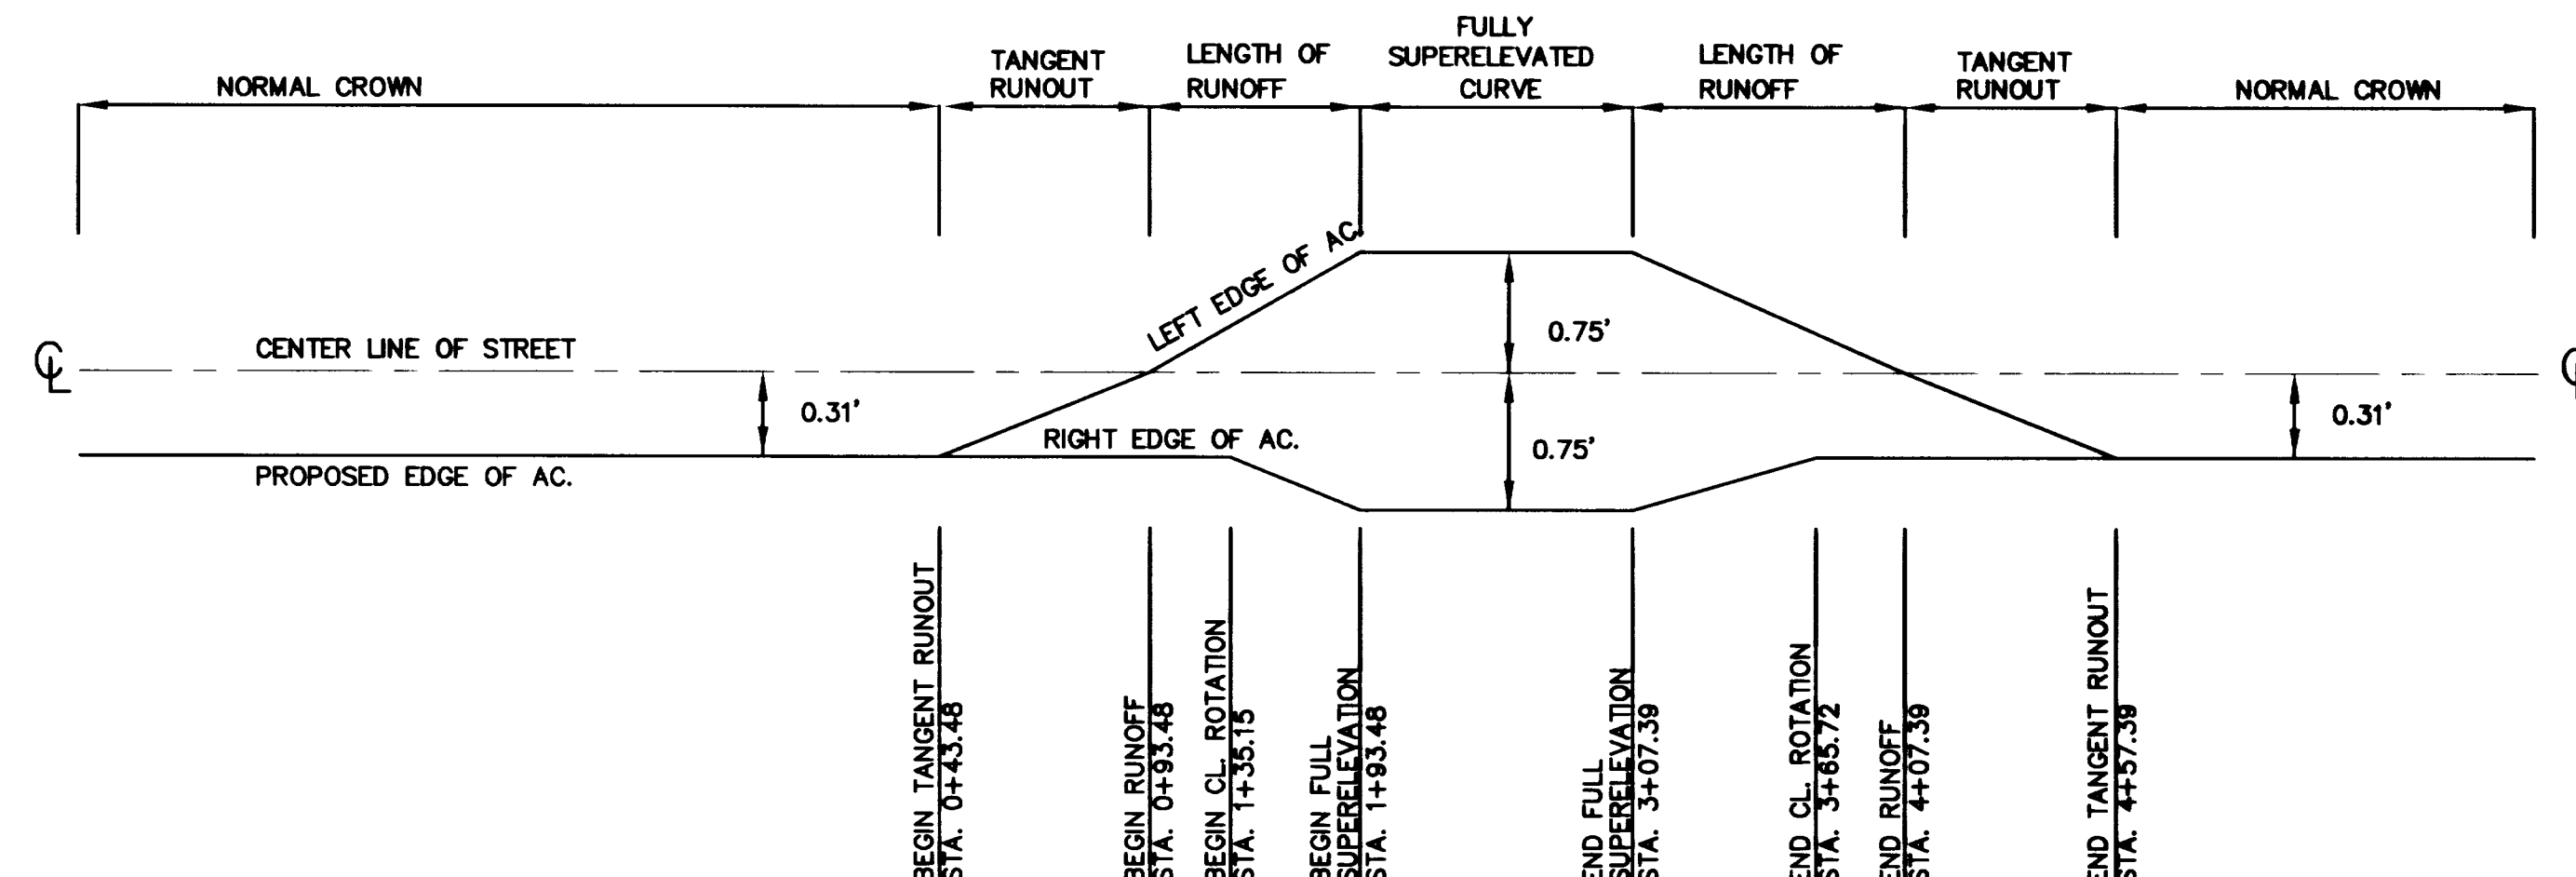 FULLY
SUPERELEVATED
CURVE
TANGENT
RUNOUT
LENGTH OF
RUNOFF
LENGTH OF
RUNOFF
TANGENT
RUNOUT
NORMAL CROWN
NORMAL CROWN
LEFT EDGE OF AC.
CENTER LINE OF STREET
0.75'
0.31'
0.31'
RIGHT EDGE OF AC.
0.75'
PROPOSED EDGE OF AC.
BEGIN TANGENT RUNOUT
STA. 0+43.48
BEGIN RUNOFF
STA. 0+93.48
BEGIN CL. ROTATION
STA. 1+35.15
BEGIN FULL
SUPERELEVATION
STA. 1+93.48
END FULL
SUPERELEVATION
STA. 3+07.39
END CL. ROTATION
STA. 3+65.72
END RUNOFF
STA. 4+07.39
END TANGENT RUNOUT
STA. 4+57.39